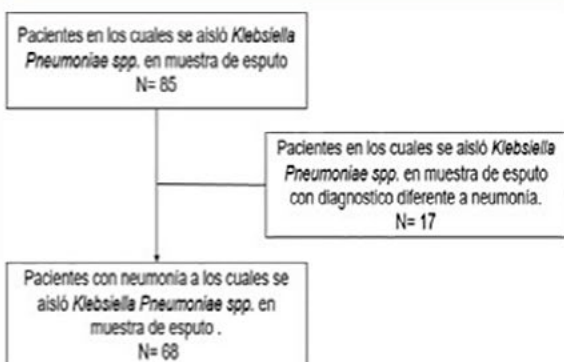 Pacientes en los cuales se aisló Klebsiella
Pneumoniae spp. en muestra de esputo
N= 85
Pacientes en los cuales se aisló Klebsiella
Pneumoniae spp. en muestra de esputo
con diagnostico diferente a neumonía.
N= 17
Pacientes con neumonía a los cuales se
aisló Klebsiella Pneumoniae spp. en
muestra de esputo .
N= 68